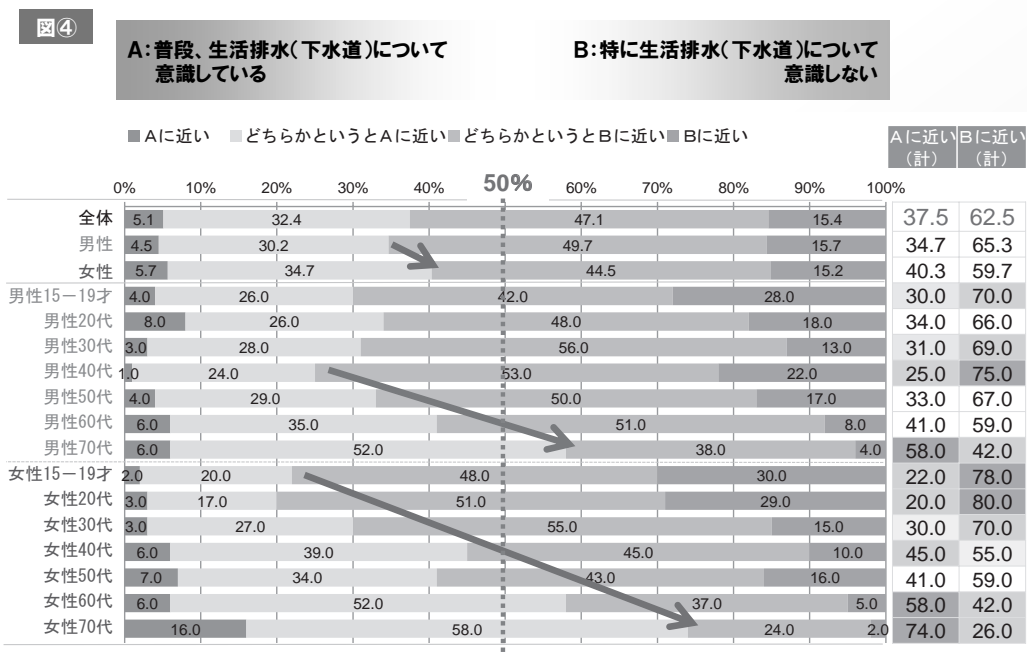 図④
A：普段、生活排水（下水道）について
意識している
B：特に生活排水（下水道）について
意識しない
■Aに近い ■どちらかというとAに近い ■どちらかというとBに近い ■Bに近い
Aに近い（計） Bに近い（計）
0% 10% 20% 30% 40% 50% 60% 70% 80% 90% 100%
全体 5.1 32.4 47.1 15.4 37.5 62.5
男性 4.5 30.2 49.7 15.7 34.7 65.3
女性 5.7 34.7 44.5 15.2 40.3 59.7
男性15－19才 4.0 26.0 42.0 28.0 30.0 70.0
男性20代 8.0 26.0 48.0 18.0 34.0 66.0
男性30代 3.0 28.0 56.0 13.0 31.0 69.0
男性40代 1.0 24.0 53.0 22.0 25.0 75.0
男性50代 4.0 29.0 50.0 17.0 33.0 67.0
男性60代 6.0 35.0 51.0 8.0 41.0 59.0
男性70代 6.0 52.0 38.0 4.0 58.0 42.0
女性15－19才 2.0 20.0 48.0 30.0 22.0 78.0
女性20代 3.0 17.0 51.0 29.0 20.0 80.0
女性30代 3.0 27.0 55.0 15.0 30.0 70.0
女性40代 6.0 39.0 45.0 10.0 45.0 55.0
女性50代 7.0 34.0 43.0 16.0 41.0 59.0
女性60代 6.0 52.0 37.0 5.0 58.0 42.0
女性70代 16.0 58.0 24.0 2.0 74.0 26.0